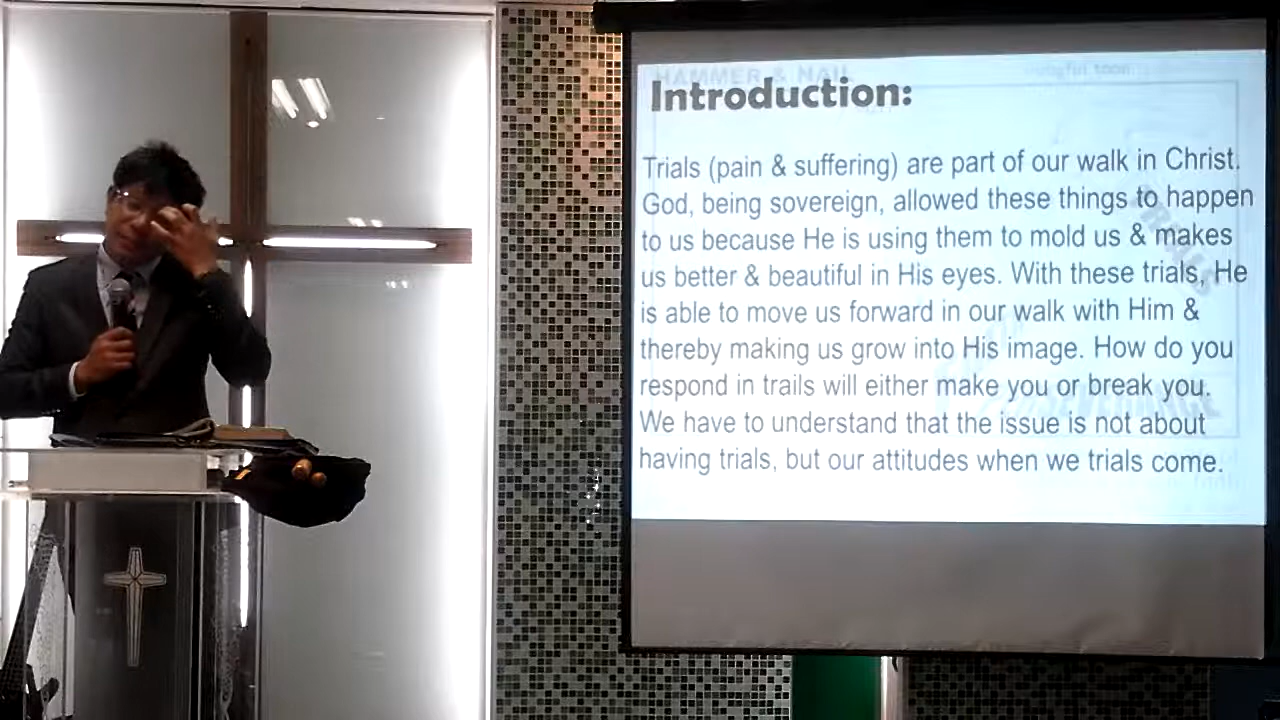 HAMMER & NAIL
Introduction:
Trials (pain & suffering) are part of our walk in Christ.
God, being sovereign, allowed these things to happen
to us because He is using them to mold us & makes
us better & beautiful in His eyes. With these trials, He
is able to move us forward in our walk with Him &
thereby making us grow into His image. How do you
respond in trails will either make you or break you.
We have to understand that the issue is not about
having trials, but our attitudes when we trials come.